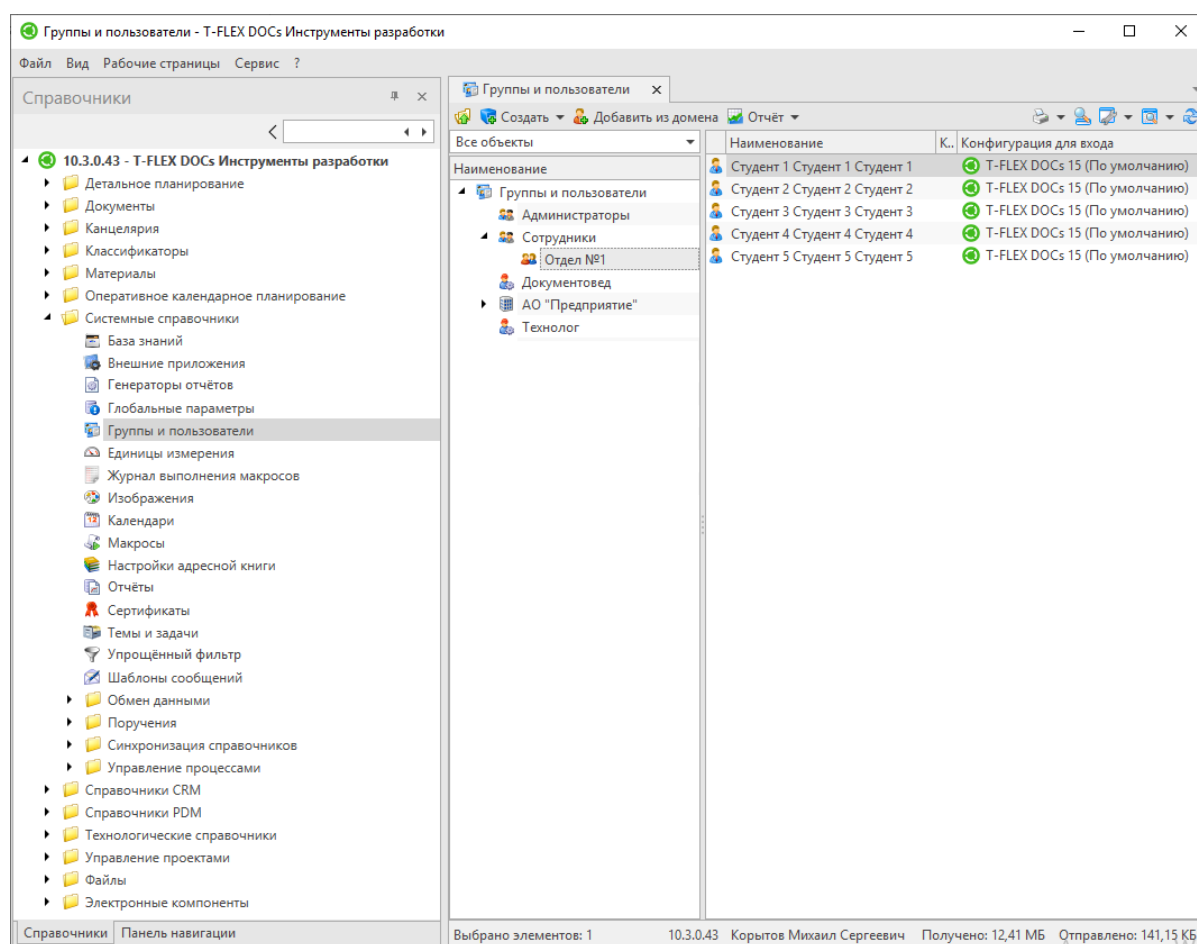 Группы и пользователи - T-FLEX DOCs Инструменты разработки
Файл Вид Рабочие страницы Сервис ?
Справочники
10.3.0.43 - T-FLEX DOCs Инструменты разработки
Детальное планирование
Документы
Канцелярия
Классификаторы
Материалы
Оперативное календарное планирование
Системные справочники
База знаний
Внешние приложения
Генераторы отчётов
Глобальные параметры
Группы и пользователи
Единицы измерения
Журнал выполнения макросов
Изображения
Календари
Макросы
Настройки адресной книги
Отчёты
Сертификаты
Темы и задачи
Упрощённый фильтр
Шаблоны сообщений
Обмен данными
Поручения
Синхронизация справочников
Управление процессами
Справочники CRM
Справочники PDM
Технологические справочники
Управление проектами
Файлы
Электронные компоненты
Справочники Панель навигации
Группы и пользователи
Создать Добавить из домена Отчёт
Все объекты
Наименование
Группы и пользователи
Администраторы
Сотрудники
Отдел №1
Документовед
АО "Предприятие"
Технолог
Наименование К.. Конфигурация для входа
Студент 1 Студент 1 Студент 1 T-FLEX DOCs 15 (По умолчанию)
Студент 2 Студент 2 Студент 2 T-FLEX DOCs 15 (По умолчанию)
Студент 3 Студент 3 Студент 3 T-FLEX DOCs 15 (По умолчанию)
Студент 4 Студент 4 Студент 4 T-FLEX DOCs 15 (По умолчанию)
Студент 5 Студент 5 Студент 5 T-FLEX DOCs 15 (По умолчанию)
Выбрано элементов: 1 10.3.0.43 Корытов Михаил Сергеевич Получено: 12,41 МБ Отправлено: 141,15 КБ